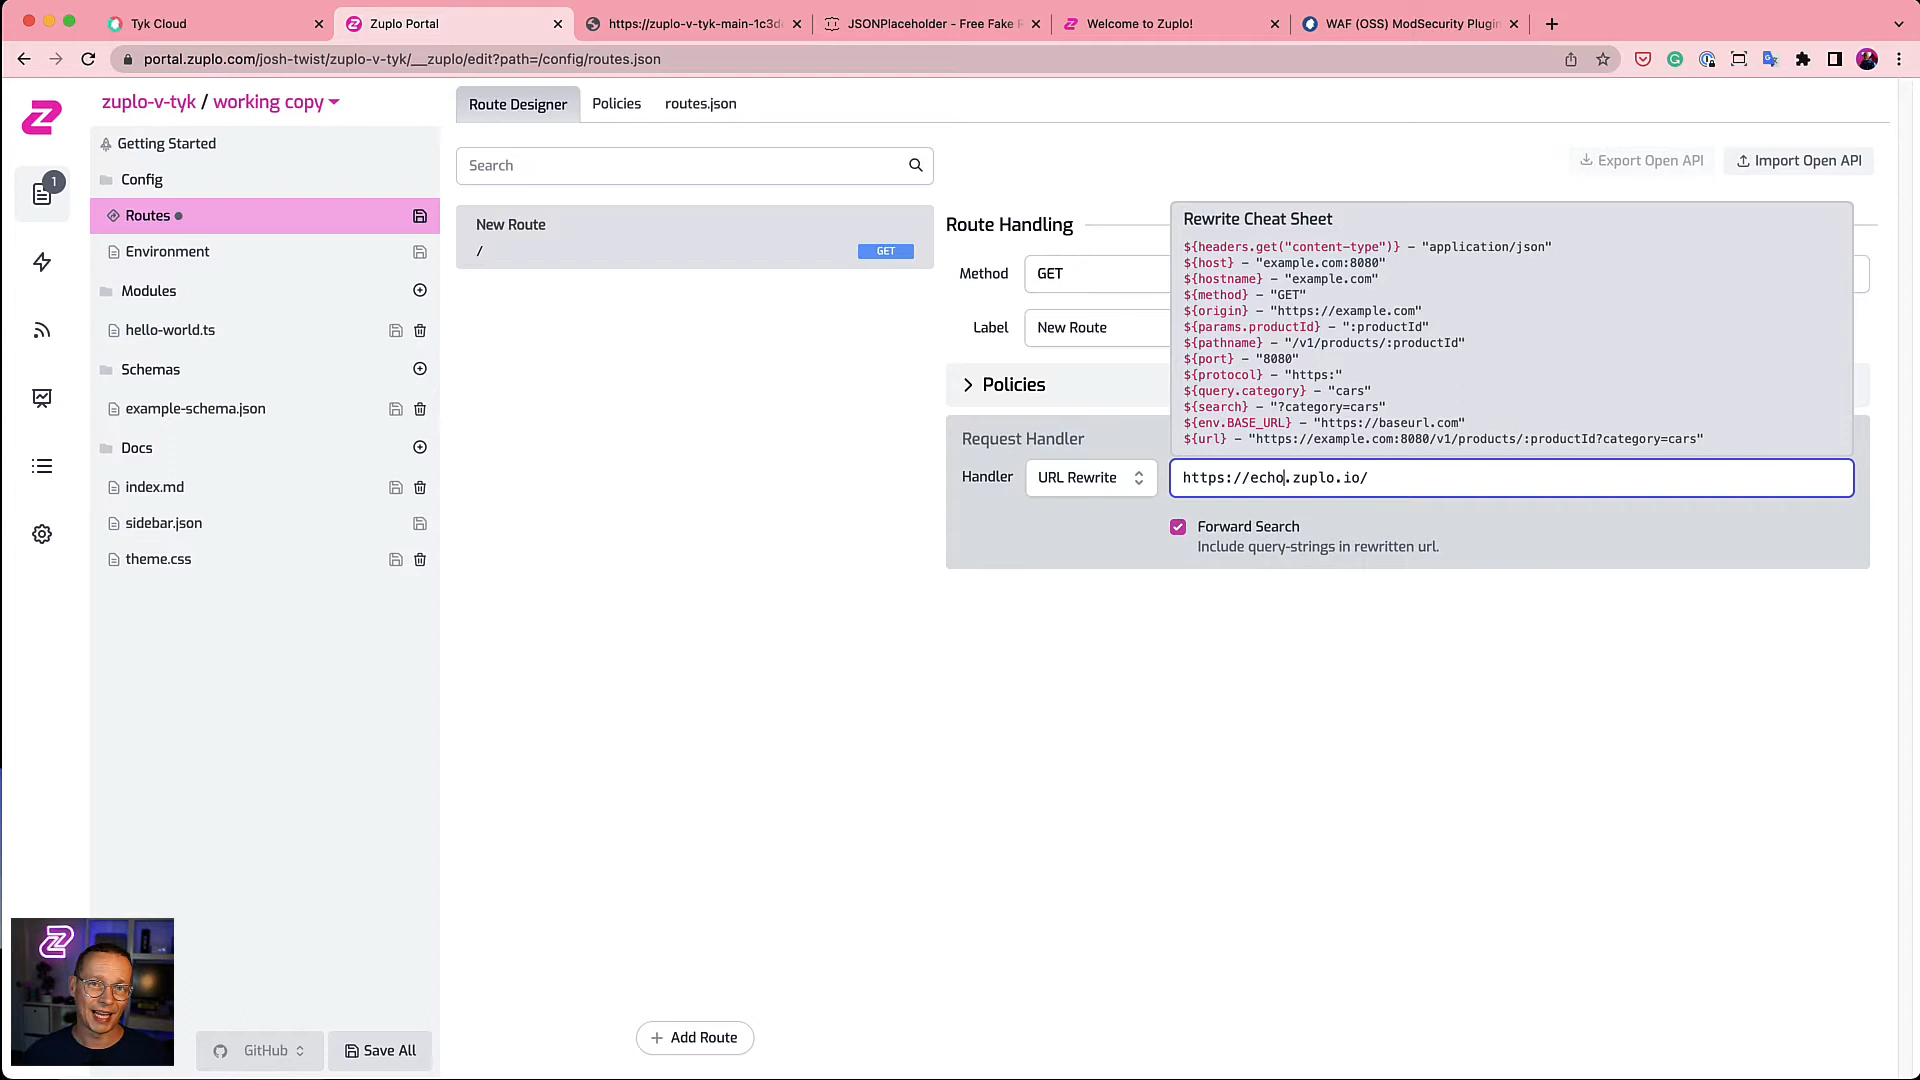 Tyk Cloud
Zuplo Portal
https://zuplo-v-tyk-main-1c3d
JSONPlaceholder - Free Fake
Welcome to Zuplo!
WAF (OSS) ModSecurity Plugin
portal.zuplo.com/josh-twist/zuplo-v-tyk/__zuplo/edit?path=/config/routes.json
zuplo-v-tyk / working copy
Route Designer
Policies
routes.json
1
Getting Started
Config
Routes
Environment
Modules
hello-world.ts
Schemas
example-schema.json
Docs
index.md
sidebar.json
theme.css
GitHub
Save All
Search
Export Open API
Import Open API
New Route
/
GET
Add Route
Route Handling
Method
GET
Label
New Route
Policies
Rewrite Cheat Sheet
${headers.get("content-type")} – "application/json"
${host} – "example.com:8080"
${hostname} – "example.com"
${method} – "GET"
${origin} – "https://example.com"
${params.productId} – ":productId"
${pathname} – "/v1/products/:productId"
${port} – "8080"
${protocol} – "https:"
${query.category} – "cars"
${search} – "?category=cars"
${env.BASE_URL} – "https://baseurl.com"
${url} – "https://example.com:8080/v1/products/:productId?category=cars"
Request Handler
Handler
URL Rewrite
https://echo.zuplo.io/
Forward Search
Include query-strings in rewritten url.